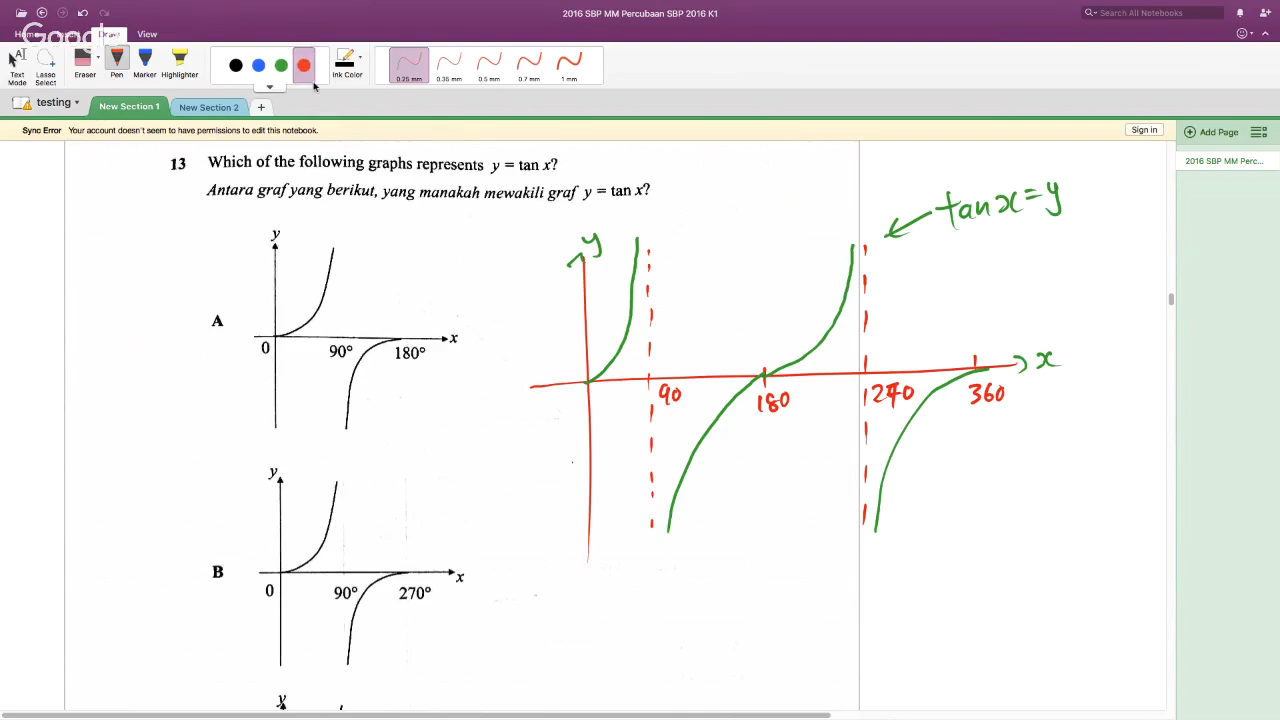 2016 SBP MM Percubaan SBP 2016 K1
Search All Notebooks
Home Insert Draw View
Text Mode
Lasso Select
Eraser
Pen
Marker
Highlighter
Ink Color
0.25 mm
0.35 mm
0.5 mm
0.7 mm
1 mm
testing
New Section 1
New Section 2
+
Sync Error Your account doesn't seem to have permissions to edit this notebook.
Sign in
Add Page
2016 SBP MM Perc...
13 Which of the following graphs represents y = tan x?
Antara graf yang berikut, yang manakah mewakili graf y = tan x?
tan x = y
y
A
0
90°
180°
x
y
90
180
270
360
x
y
B
0
90°
270°
x
y